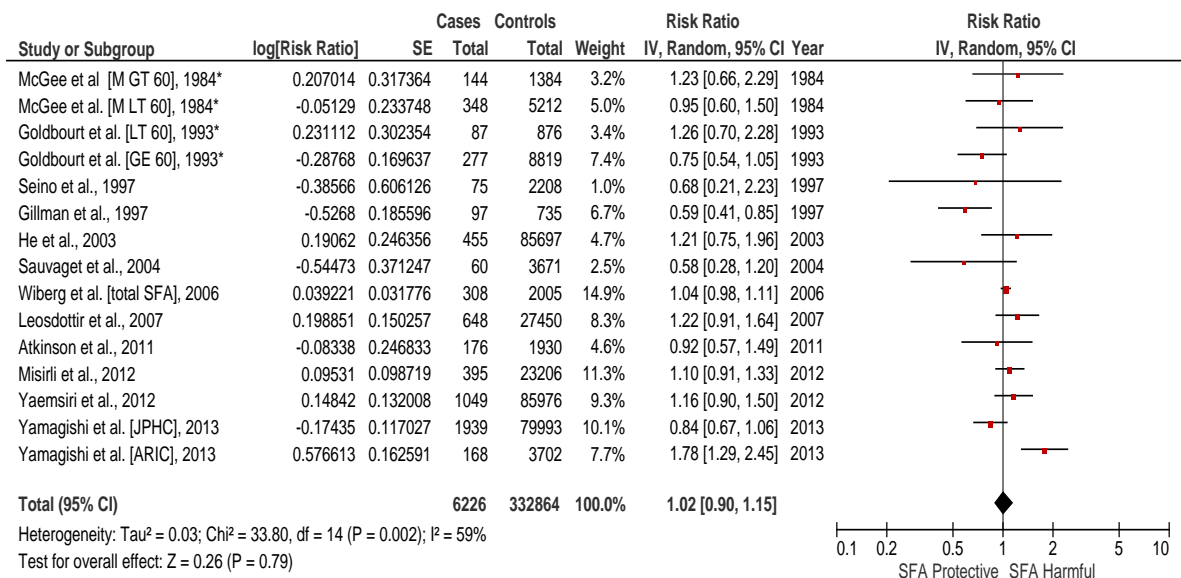 Cases Controls Risk Ratio Risk Ratio
Study or Subgroup log[Risk Ratio] SE Total Total Weight IV, Random, 95% CI Year IV, Random, 95% CI
McGee et al [M GT 60], 1984* 0.207014 0.317364 144 1384 3.2% 1.23 [0.66, 2.29] 1984
McGee et al. [M LT 60], 1984* -0.05129 0.233748 348 5212 5.0% 0.95 [0.60, 1.50] 1984
Goldbourt et al. [LT 60], 1993* 0.231112 0.302354 87 876 3.4% 1.26 [0.70, 2.28] 1993
Goldbourt et al. [GE 60], 1993* -0.28768 0.169637 277 8819 7.4% 0.75 [0.54, 1.05] 1993
Seino et al., 1997 -0.38566 0.606126 75 2208 1.0% 0.68 [0.21, 2.23] 1997
Gillman et al., 1997 -0.5268 0.185596 97 735 6.7% 0.59 [0.41, 0.85] 1997
He et al., 2003 0.19062 0.246356 455 85697 4.7% 1.21 [0.75, 1.96] 2003
Sauvaget et al., 2004 -0.54473 0.371247 60 3671 2.5% 0.58 [0.28, 1.20] 2004
Wiberg et al. [total SFA], 2006 0.039221 0.031776 308 2005 14.9% 1.04 [0.98, 1.11] 2006
Leosdottir et al., 2007 0.198851 0.150257 648 27450 8.3% 1.22 [0.91, 1.64] 2007
Atkinson et al., 2011 -0.08338 0.246833 176 1930 4.6% 0.92 [0.57, 1.49] 2011
Misirli et al., 2012 0.09531 0.098719 395 23206 11.3% 1.10 [0.91, 1.33] 2012
Yaemsiri et al., 2012 0.14842 0.132008 1049 85976 9.3% 1.16 [0.90, 1.50] 2012
Yamagishi et al. [JPHC], 2013 -0.17435 0.117027 1939 79993 10.1% 0.84 [0.67, 1.06] 2013
Yamagishi et al. [ARIC], 2013 0.576613 0.162591 168 3702 7.7% 1.78 [1.29, 2.45] 2013
Total (95% CI) 6226 332864 100.0% 1.02 [0.90, 1.15]
Heterogeneity: Tau² = 0.03; Chi² = 33.80, df = 14 (P = 0.002); I² = 59%
Test for overall effect: Z = 0.26 (P = 0.79)
0.1 0.2 0.5 1 2 5 10
SFA Protective SFA Harmful